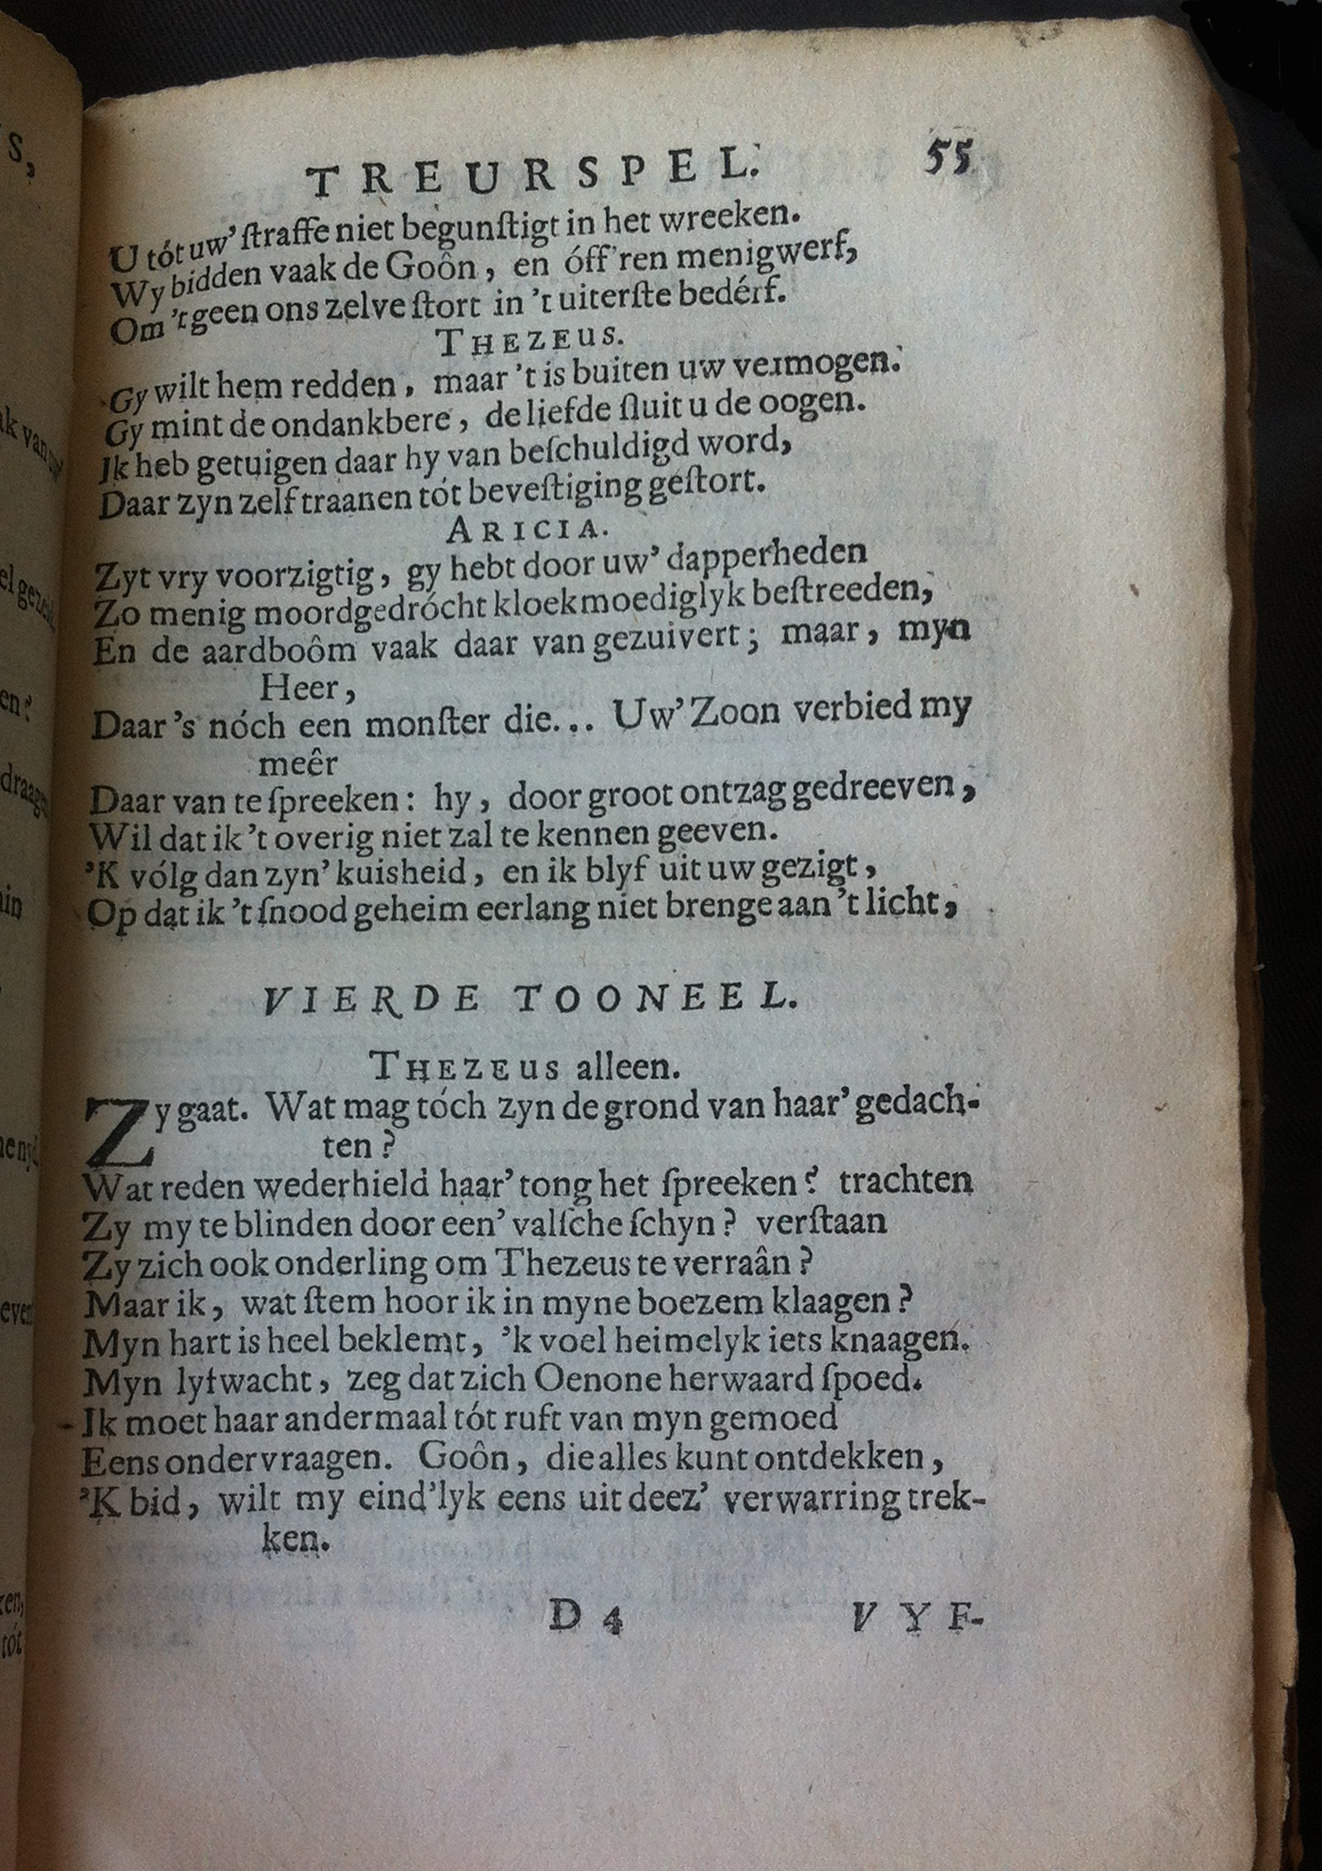 TREURSPEL. 55
U tót uw' ſtraffe niet begunſtigt in het wreeken.
Wy bidden vaak de Goôn, en óff'ren menigwerf,
Om 't geen ons zelve ſtort in 't uiterſte bedérf.
THEZEUS.
Gy wilt hem redden, maar 't is buiten uw vermogen.
Gy mint de ondankbere, de liefde ſluit u de oogen.
Ik heb getuigen daar hy van beſchuldigd word,
Daar zyn zelf traanen tót beveſtiging geſtort.
ARICIA.
Zyt vry voorzigtig, gy hebt door uw' dapperheden
Zo menig moordgedrócht kloekmoediglyk beſtreeden,
En de aardboôm vaak daar van gezuivert; maar, myn
Heer,
Daar's nóch een monſter die... Uw' Zoon verbied my
meêr
Daar van te ſpreeken: hy, door groot ontzag gedreeven,
Wil dat ik 't overig niet zal te kennen geeven.
'K vólg dan zyn' kuisheid, en ik blyf uit uw gezigt,
Op dat ik 't ſnood geheim eerlang niet brenge aan 't licht,
VIERDE TOONEEL.
THEZEUS alleen.
Zy gaat. Wat mag tóch zyn de grond van haar' gedach-
ten?
Wat reden wederhield haar' tong het ſpreeken? trachten
Zy my te blinden door een' valſche ſchyn? verſtaan
Zy zich ook onderling om Thezeus te verraân?
Maar ik, wat ſtem hoor ik in myne boezem klaagen?
Myn hart is heel beklemt, 'k voel heimelyk iets knaagen.
Myn lyfwacht, zeg dat zich Oenone herwaard ſpoed.
Ik moet haar andermaal tót ruſt van myn gemoed
Eens ondervraagen. Goôn, die alles kunt ontdekken,
'K bid, wilt my eind'lyk eens uit deez' verwarring trek-
ken.
D 4 VYF-